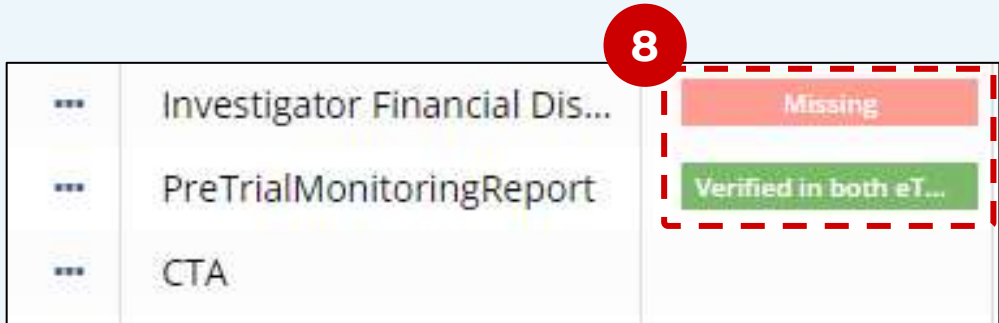 8
... Investigator Financial Dis... Missing
... PreTrialMonitoringReport Verified in both eT...
... CTA